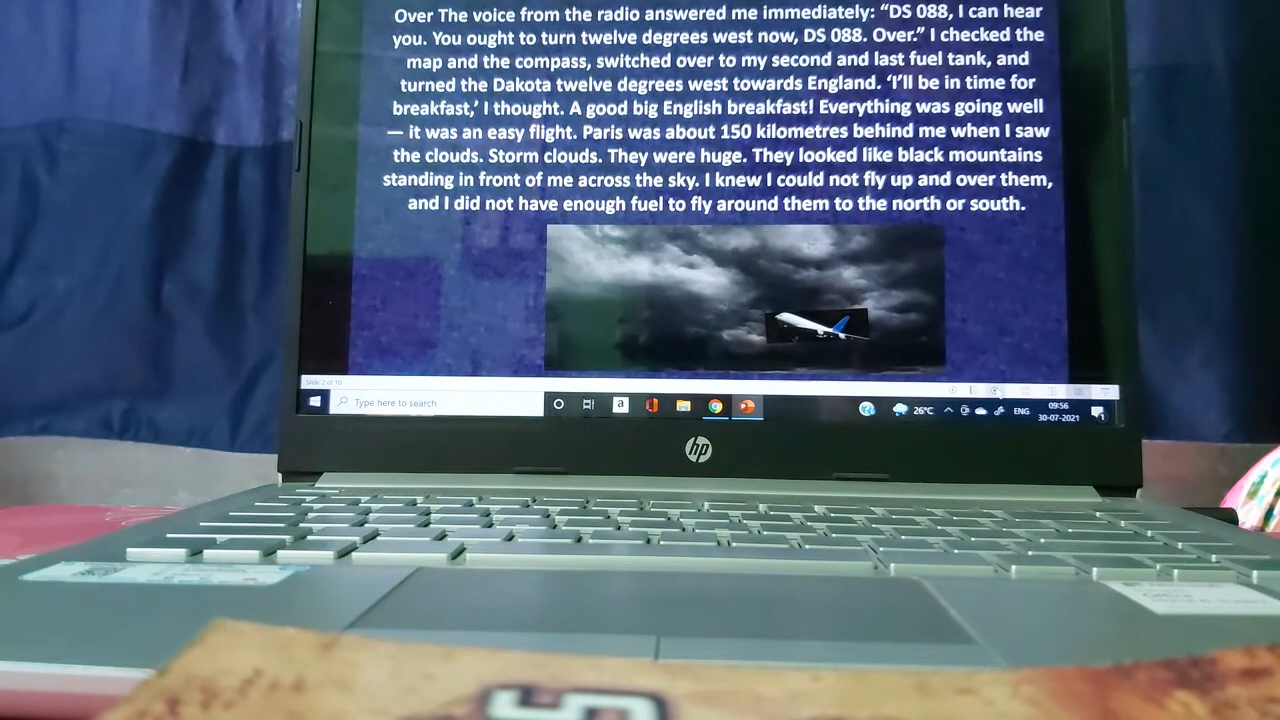 Over The voice from the radio answered me immediately: “DS 088, I can hear
you. You ought to turn twelve degrees west now, DS 088. Over.” I checked the
map and the compass, switched over to my second and last fuel tank, and
turned the Dakota twelve degrees west towards England. ‘I’ll be in time for
breakfast,’ I thought. A good big English breakfast! Everything was going well
— it was an easy flight. Paris was about 150 kilometres behind me when I saw
the clouds. Storm clouds. They were huge. They looked like black mountains
standing in front of me across the sky. I knew I could not fly up and over them,
and I did not have enough fuel to fly around them to the north or south.
Slide 2 of 10
Type here to search
a
26°C
ENG
09:56
30-07-2021
1
hp
Office
5